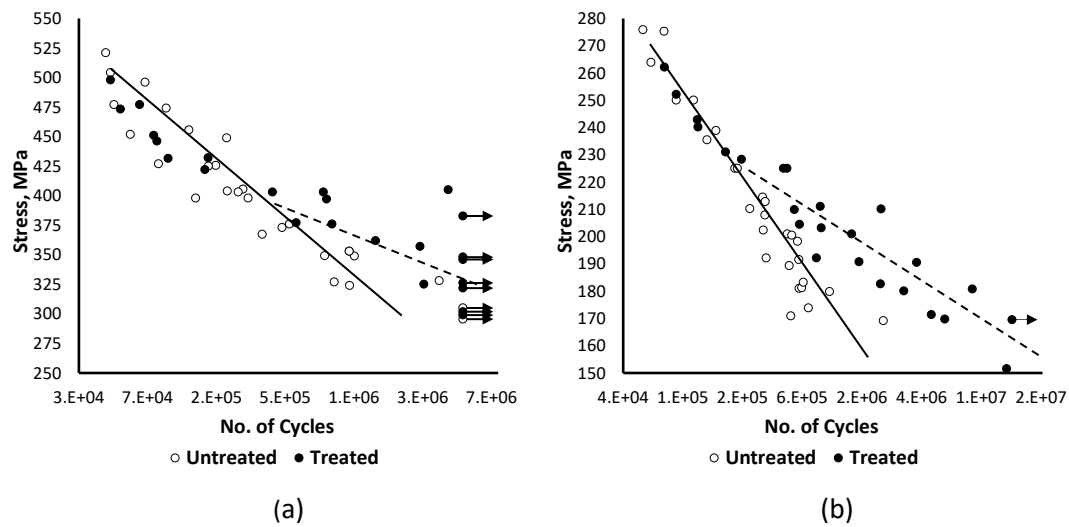 550
525
500
475
450
425
400
375
350
325
300
275
250
Stress, MPa
3.E+04 7.E+04 2.E+05 5.E+05 1.E+06 3.E+06 7.E+06
No. of Cycles
Untreated Treated
(a)
280
270
260
250
240
230
220
210
200
190
180
170
160
150
Stress, MPa
4.E+04 1.E+05 2.E+05 6.E+05 2.E+06 4.E+06 1.E+07 2.E+07
No. of Cycles
Untreated Treated
(b)